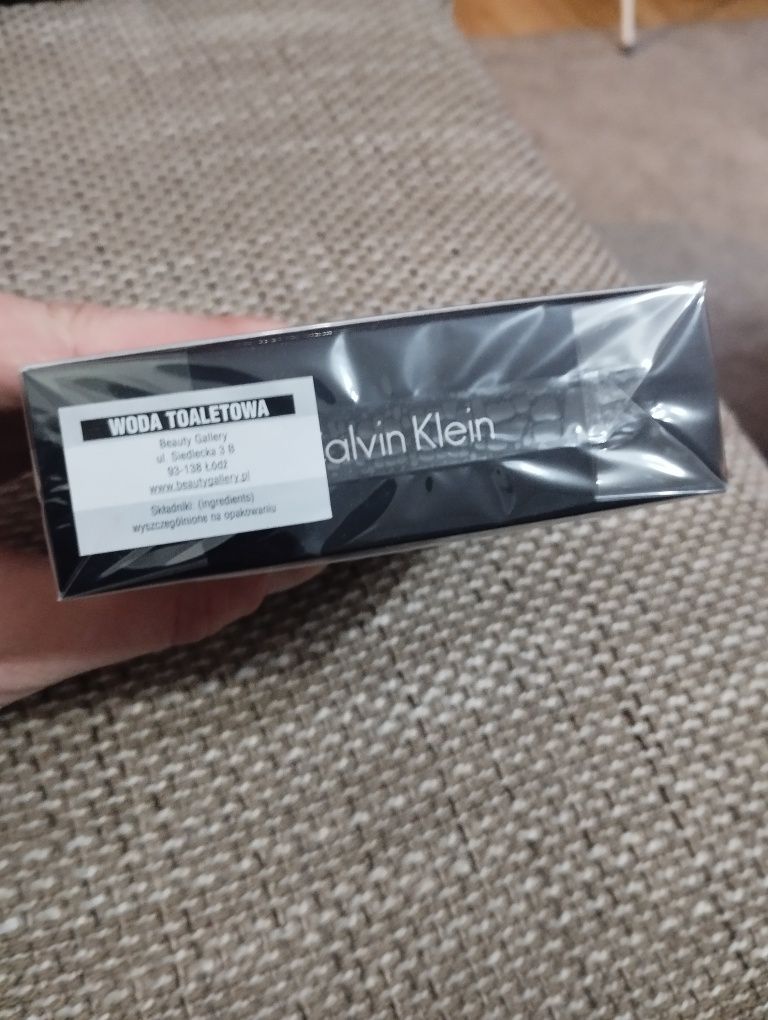 WODA TOALETOWA
Beauty Gallery
ul. Siedlecka 3 B
93-138 Łódź
www.beautygallery.pl
Składniki: (ingredients)
wyszczególnione na opakowaniu
alvin Klein